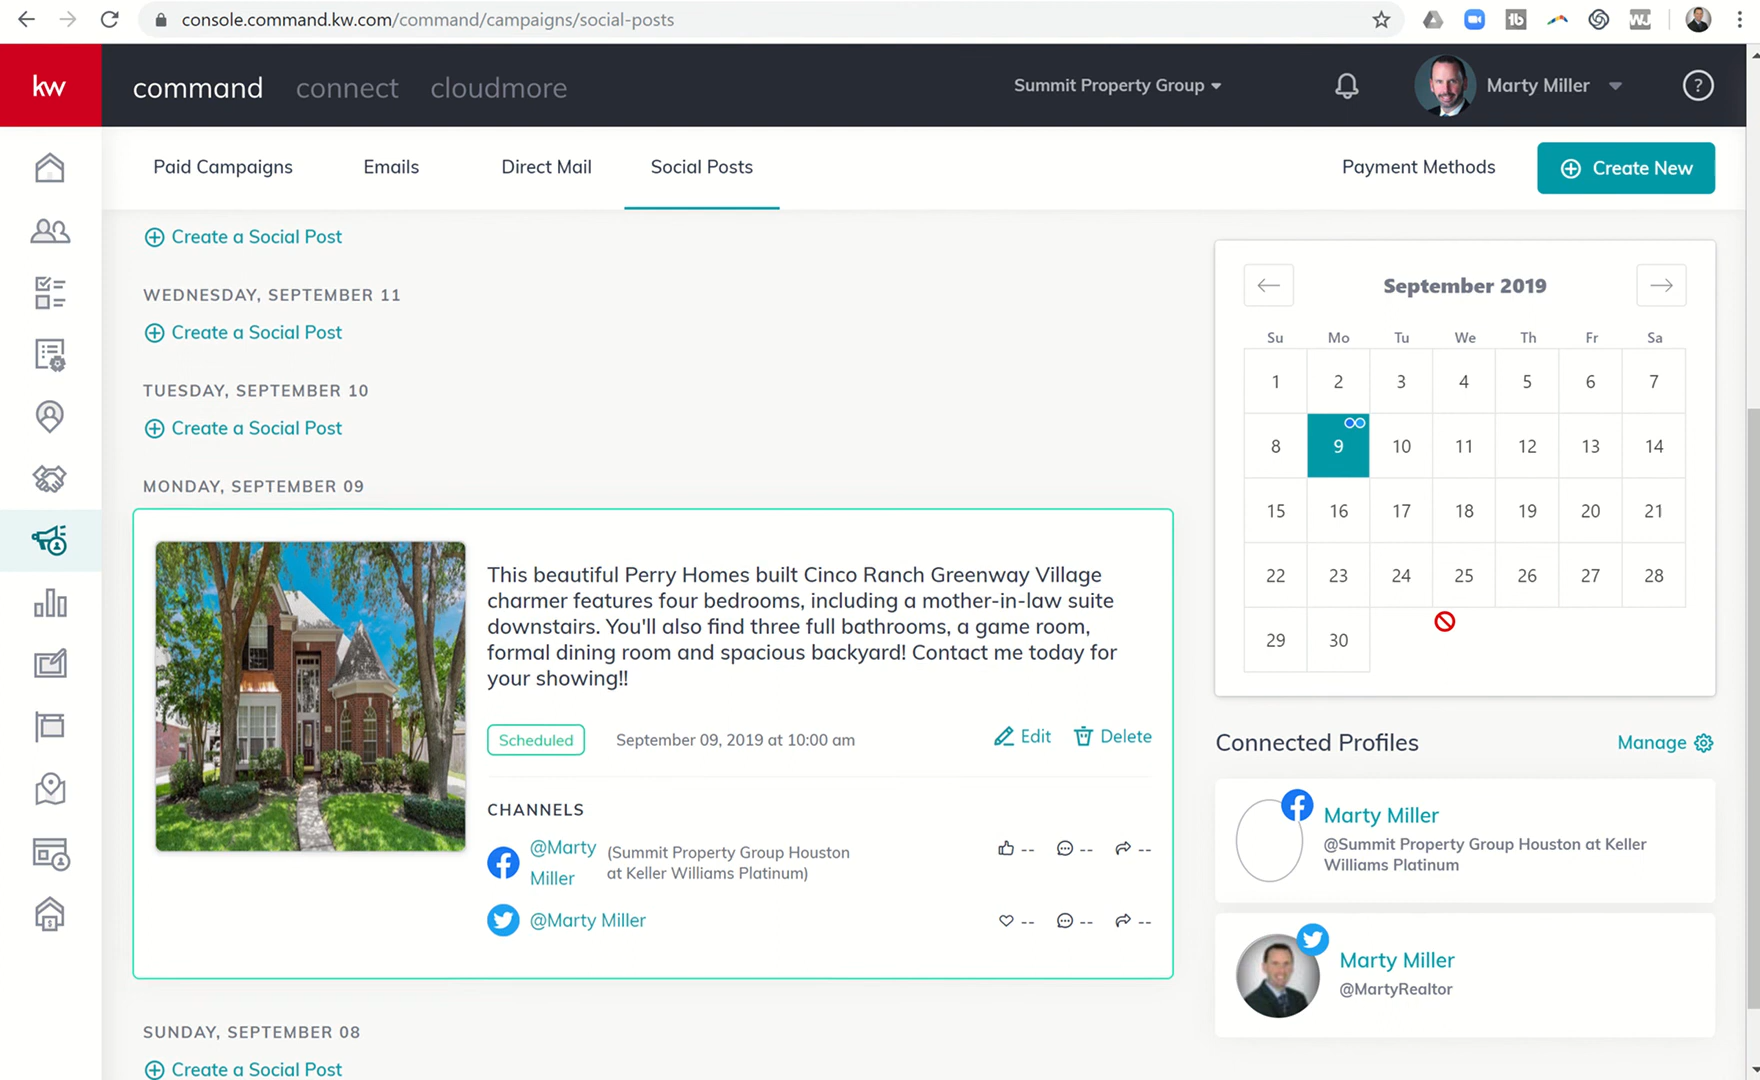 console.command.kw.com/command/campaigns/social-posts
kw
command connect cloudmore
Summit Property Group
Marty Miller
?
Paid Campaigns
Emails
Direct Mail
Social Posts
Payment Methods
Create New
Create a Social Post
WEDNESDAY, SEPTEMBER 11
Create a Social Post
TUESDAY, SEPTEMBER 10
Create a Social Post
MONDAY, SEPTEMBER 09
This beautiful Perry Homes built Cinco Ranch Greenway Village
charmer features four bedrooms, including a mother-in-law suite
downstairs. You'll also find three full bathrooms, a game room,
formal dining room and spacious backyard! Contact me today for
your showing!!
Scheduled
September 09, 2019 at 10:00 am
Edit
Delete
CHANNELS
@Marty
Miller
(Summit Property Group Houston
at Keller Williams Platinum)
-- -- --
@Marty Miller
-- -- --
SUNDAY, SEPTEMBER 08
Create a Social Post
September 2019
Su Mo Tu We Th Fr Sa
1 2 3 4 5 6 7
8 9 10 11 12 13 14
15 16 17 18 19 20 21
22 23 24 25 26 27 28
29 30
Connected Profiles
Manage
Marty Miller
@Summit Property Group Houston at Keller
Williams Platinum
Marty Miller
@MartyRealtor